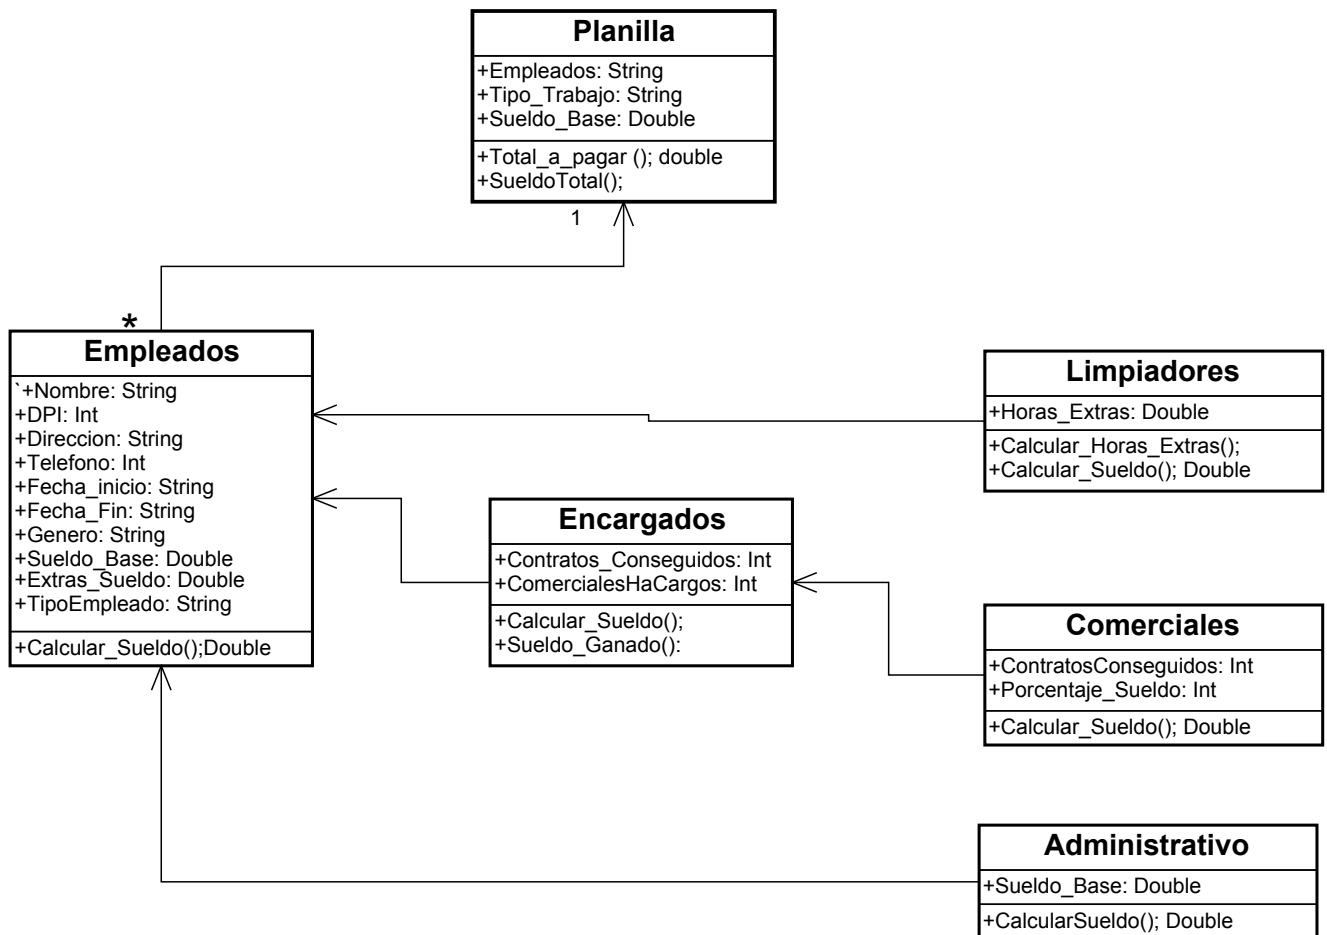 Planilla
+Empleados: String
+Tipo_Trabajo: String
+Sueldo_Base: Double
+Total_a_pagar (); double
+SueldoTotal();
1
*
Empleados
`+Nombre: String
+DPI: Int
+Direccion: String
+Telefono: Int
+Fecha_inicio: String
+Fecha_Fin: String
+Genero: String
+Sueldo_Base: Double
+Extras_Sueldo: Double
+TipoEmpleado: String
+Calcular_Sueldo();Double
Limpiadores
+Horas_Extras: Double
+Calcular_Horas_Extras();
+Calcular_Sueldo(); Double
Encargados
+Contratos_Conseguidos: Int
+ComercialesHaCargos: Int
+Calcular_Sueldo();
+Sueldo_Ganado():
Comerciales
+ContratosConseguidos: Int
+Porcentaje_Sueldo: Int
+Calcular_Sueldo(); Double
Administrativo
+Sueldo_Base: Double
+CalcularSueldo(); Double